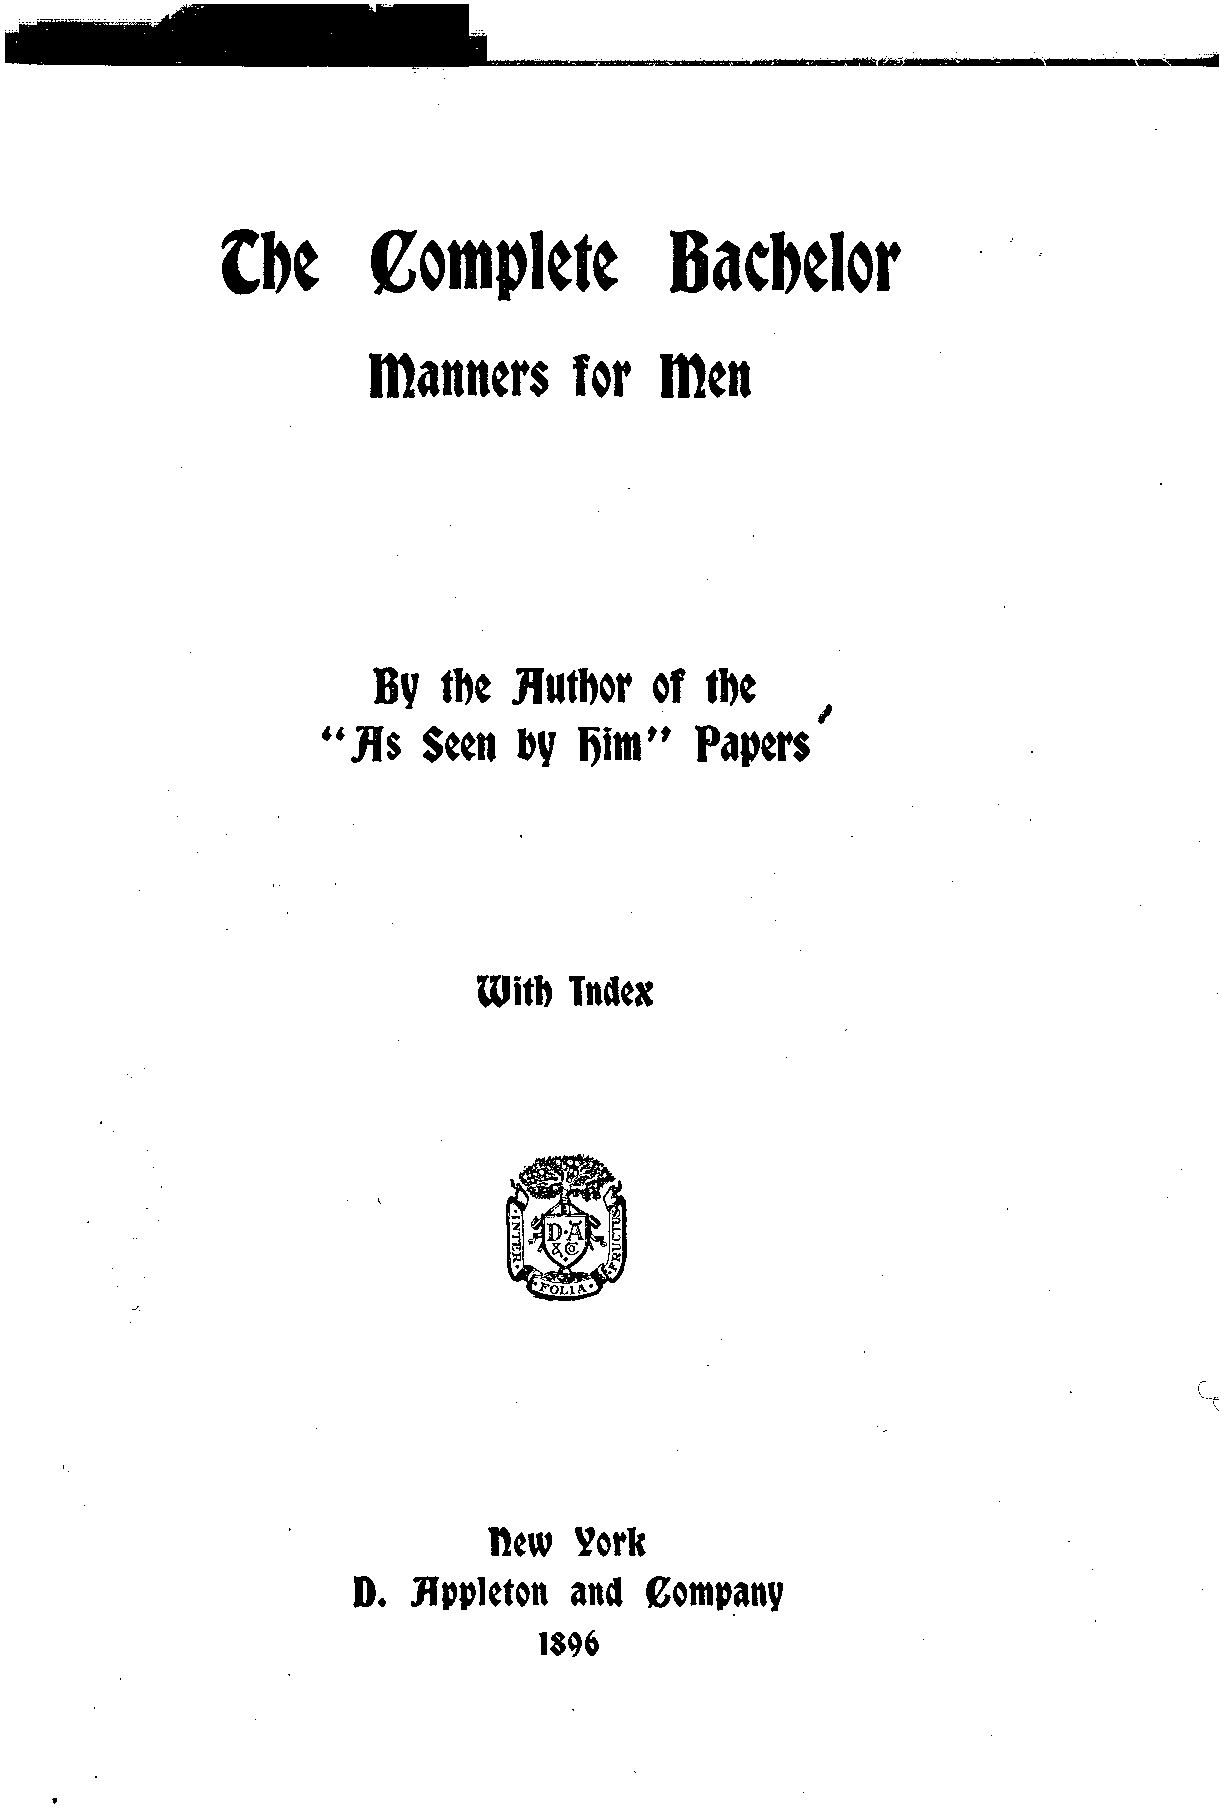 The Complete Bachelor
Manners for Men
By the Author of the
“As Seen by Him” Papers
With Index
INTER · FOLIA · FRUCTUS
D·A
& Co
New York
D. Appleton and Company
1896